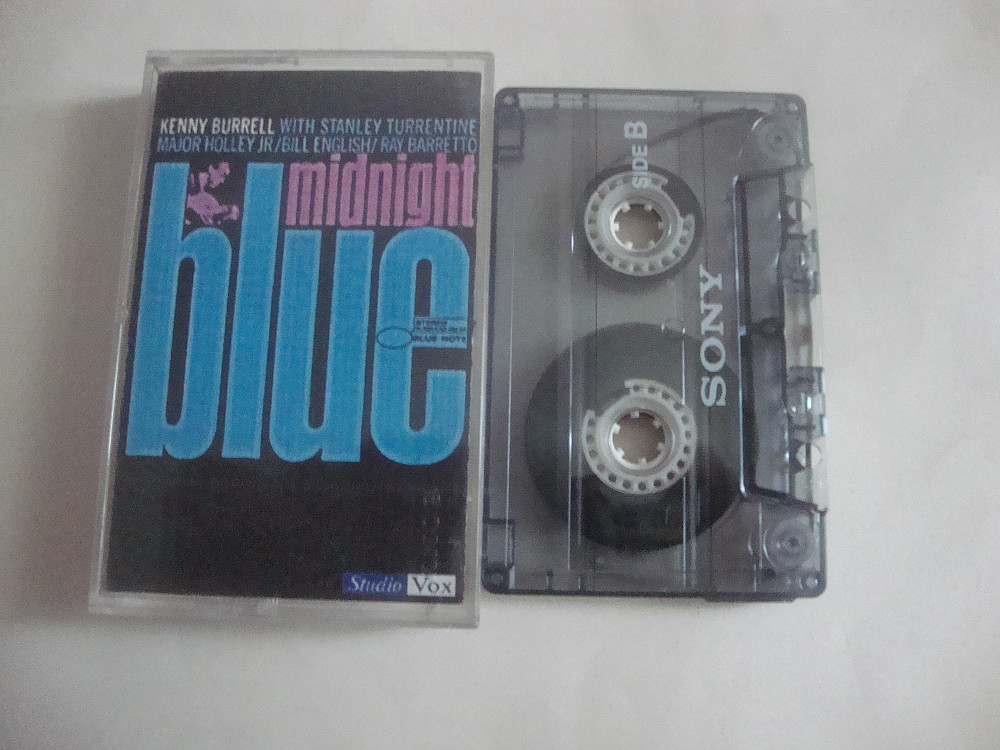 KENNY BURRELL WITH STANLEY TURRENTINE
MAJOR HOLLEY JR/BILL ENGLISH/RAY BARRETTO
midnight
blue
STEREO
BLUE NOTE
Studio Vox
SIDE B
SONY